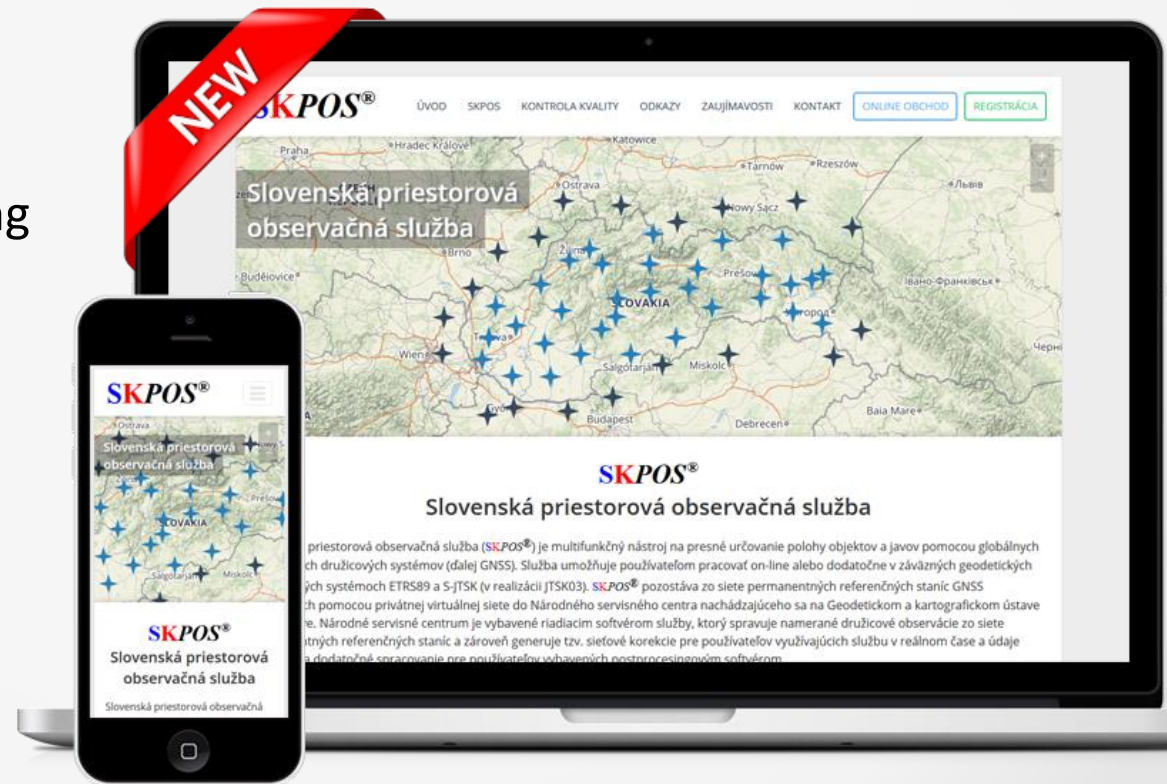 NEW
SKPOS®
ÚVOD SKPOS KONTROLA KVALITY ODKAZY ZAUJÍMAVOSTI KONTAKT ONLINE OBCHOD REGISTRÁCIA
Praha
Hradec Králové
Katowice
Tarnów
Rzeszów
Львів
Ostrava
Nowy Sącz
Slovenská priestorová
observačná služba
Brno
Žilina
Budějovice
Prešov
Івано-Франківськ
SLOVAKIA
Trnava
Ужгород
Wien
Salgótarján
Miskolc
Győr
Budapest
Debrecen
Baia Mare
SKPOS®
Slovenská priestorová observačná služba
priestorová observačná služba (SKPOS®) je multifunkčný nástroj na presné určovanie polohy objektov a javov pomocou globálnych
ch družicových systémov (ďalej GNSS). Služba umožňuje používateľom pracovať on-line alebo dodatočne v záväzných geodetických
ých systémoch ETRS89 a S-JTSK (v realizácii JTSK03). SKPOS® pozostáva zo siete permanentných referenčných staníc GNSS
ch pomocou privátnej virtuálnej siete do Národného servisného centra nachádzajúceho sa na Geodetickom a kartografickom ústave
ve. Národné servisné centrum je vybavené riadiacim softvérom služby, ktorý spravuje namerané družicové observácie zo siete
ntných referenčných staníc a zároveň generuje tzv. sieťové korekcie pre používateľov využívajúcich službu v reálnom čase a údaje
a dodatočné spracovanie pre používateľov vybavených postprocesingovým softvérom
SKPOS®
Ostrava
Slovenská priestorová
observačná služba
Prešov
SLOVAKIA
Salgótarján
Miskolc
SKPOS®
Slovenská priestorová
observačná služba
Slovenská priestorová observačná